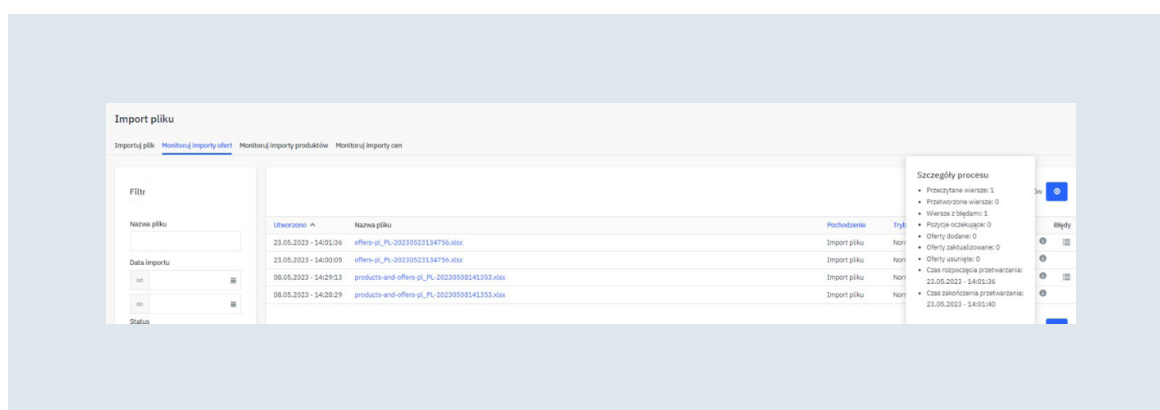 Import pliku
Importuj plik Monitoruj importy ofert Monitoruj importy produktów Monitoruj importy cen
Szczegóły procesu
• Przeczytane wiersze: 1
• Przetworzone wiersze: 0
• Wiersze z błędami: 1
• Pozycje oczekujące: 0
• Oferty dodane: 0
• Oferty zaktualizowane: 0
• Oferty usunięte: 0
• Czas rozpoczęcia przetwarzania:
23.05.2023 - 14:01:36
• Czas zakończenia przetwarzania:
23.05.2023 - 14:01:40
Filtr
Nazwa pliku
Data importu
od
do
Status
Utworzono Nazwa pliku Pochodzenie Błędy
23.05.2023 - 14:01:36 offers-pl_PL-20230523134756.xlsx Import pliku
23.05.2023 - 14:00:05 offers-pl_PL-20230523134756.xlsx Import pliku
08.05.2023 - 14:29:13 products-and-offers-pl_PL-20230508141353.xlsx Import pliku
08.05.2023 - 14:28:29 products-and-offers-pl_PL-20230508141353.xlsx Import pliku